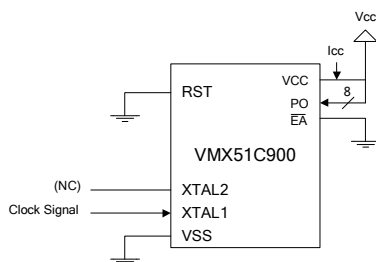 Vcc
Icc
VCC
RST
8
PO
EA
VMX51C900
(NC)
XTAL2
Clock Signal
XTAL1
VSS